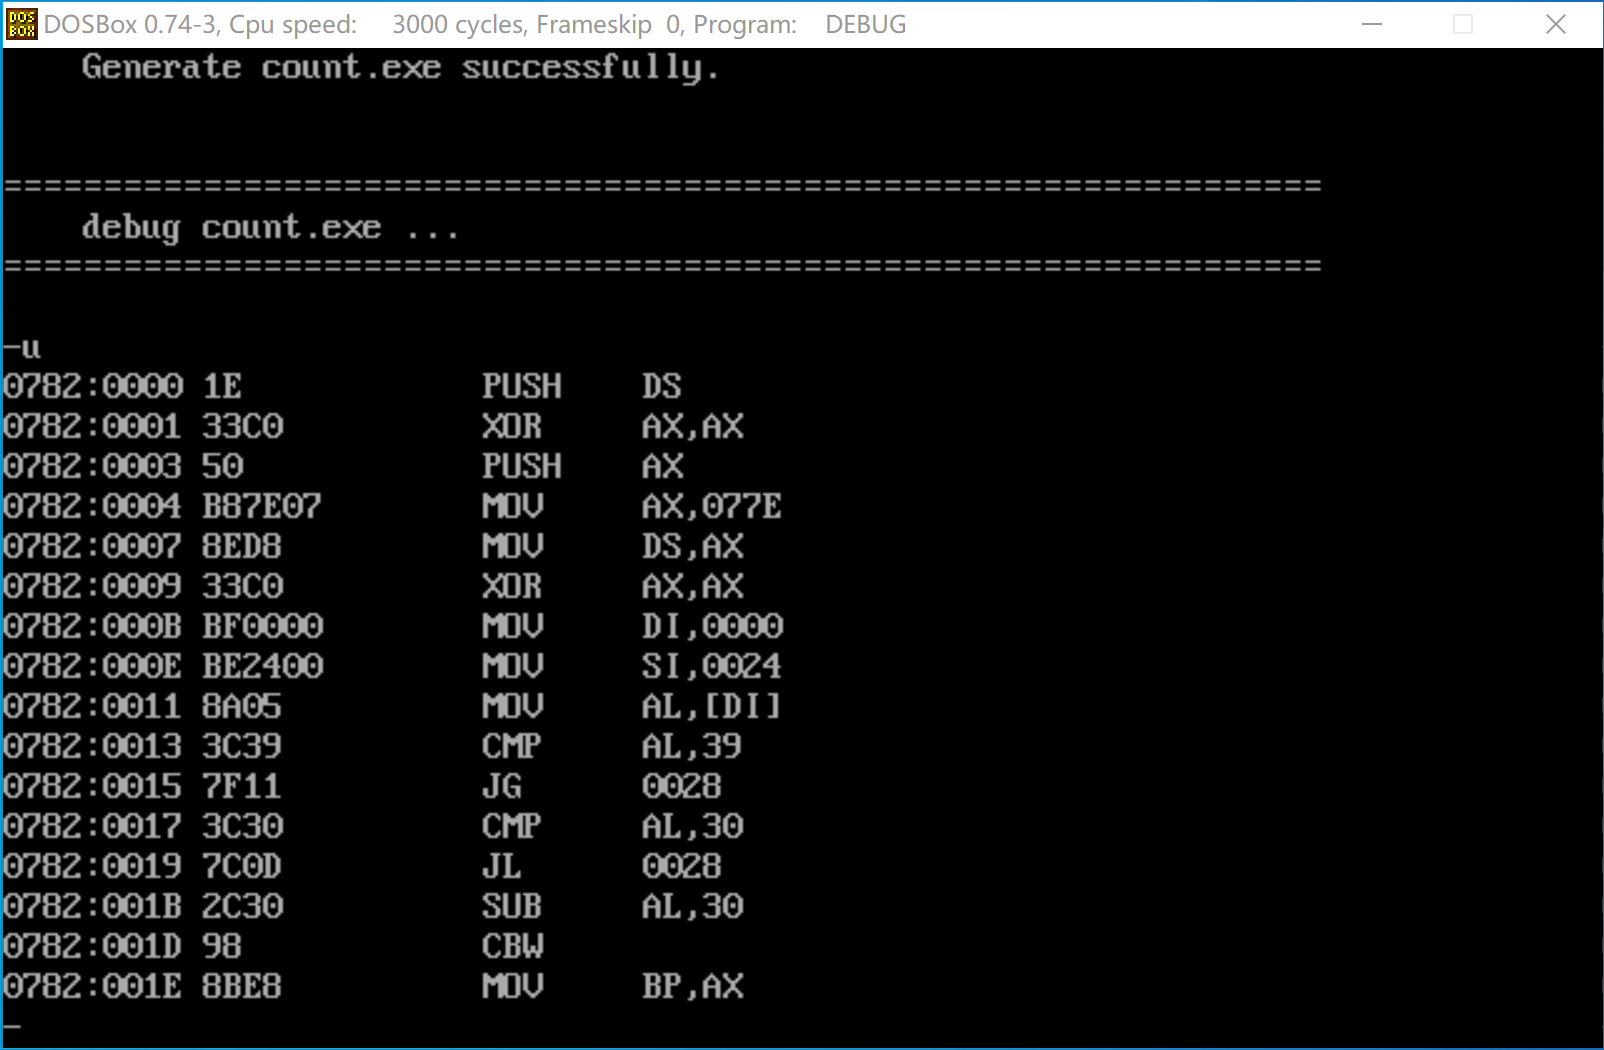 DOS
BOX
DOSBox 0.74-3, Cpu speed:    3000 cycles, Frameskip  0, Program:    DEBUG
Generate count.exe successfully.
==================================================================
debug count.exe ...
==================================================================
-u
0782:0000 1E            PUSH    DS
0782:0001 33C0          XOR     AX,AX
0782:0003 50            PUSH    AX
0782:0004 B87E07        MOV     AX,077E
0782:0007 8ED8          MOV     DS,AX
0782:0009 33C0          XOR     AX,AX
0782:000B BF0000        MOV     DI,0000
0782:000E BE2400        MOV     SI,0024
0782:0011 8A05          MOV     AL,[DI]
0782:0013 3C39          CMP     AL,39
0782:0015 7F11          JG      0028
0782:0017 3C30          CMP     AL,30
0782:0019 7C0D          JL      0028
0782:001B 2C30          SUB     AL,30
0782:001D 98            CBW
0782:001E 8BE8          MOV     BP,AX
-